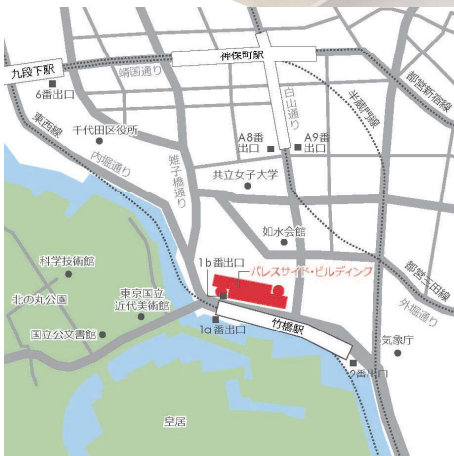 神保町駅
九段下駅
靖国通り
6番出口
白山通り
半蔵門線
都営新宿線
東西線
千代田区役所
内堀通り
雉子橋通り
A8番
出口
A9番
出口
共立女子大学
如水会館
科学技術館
1b番出口
パレスサイド・ビルディング
都営三田線
北の丸公園
東京国立
近代美術館
外堀通り
1a番出口
竹橋駅
国立公文書館
気象庁
2番出口
皇居